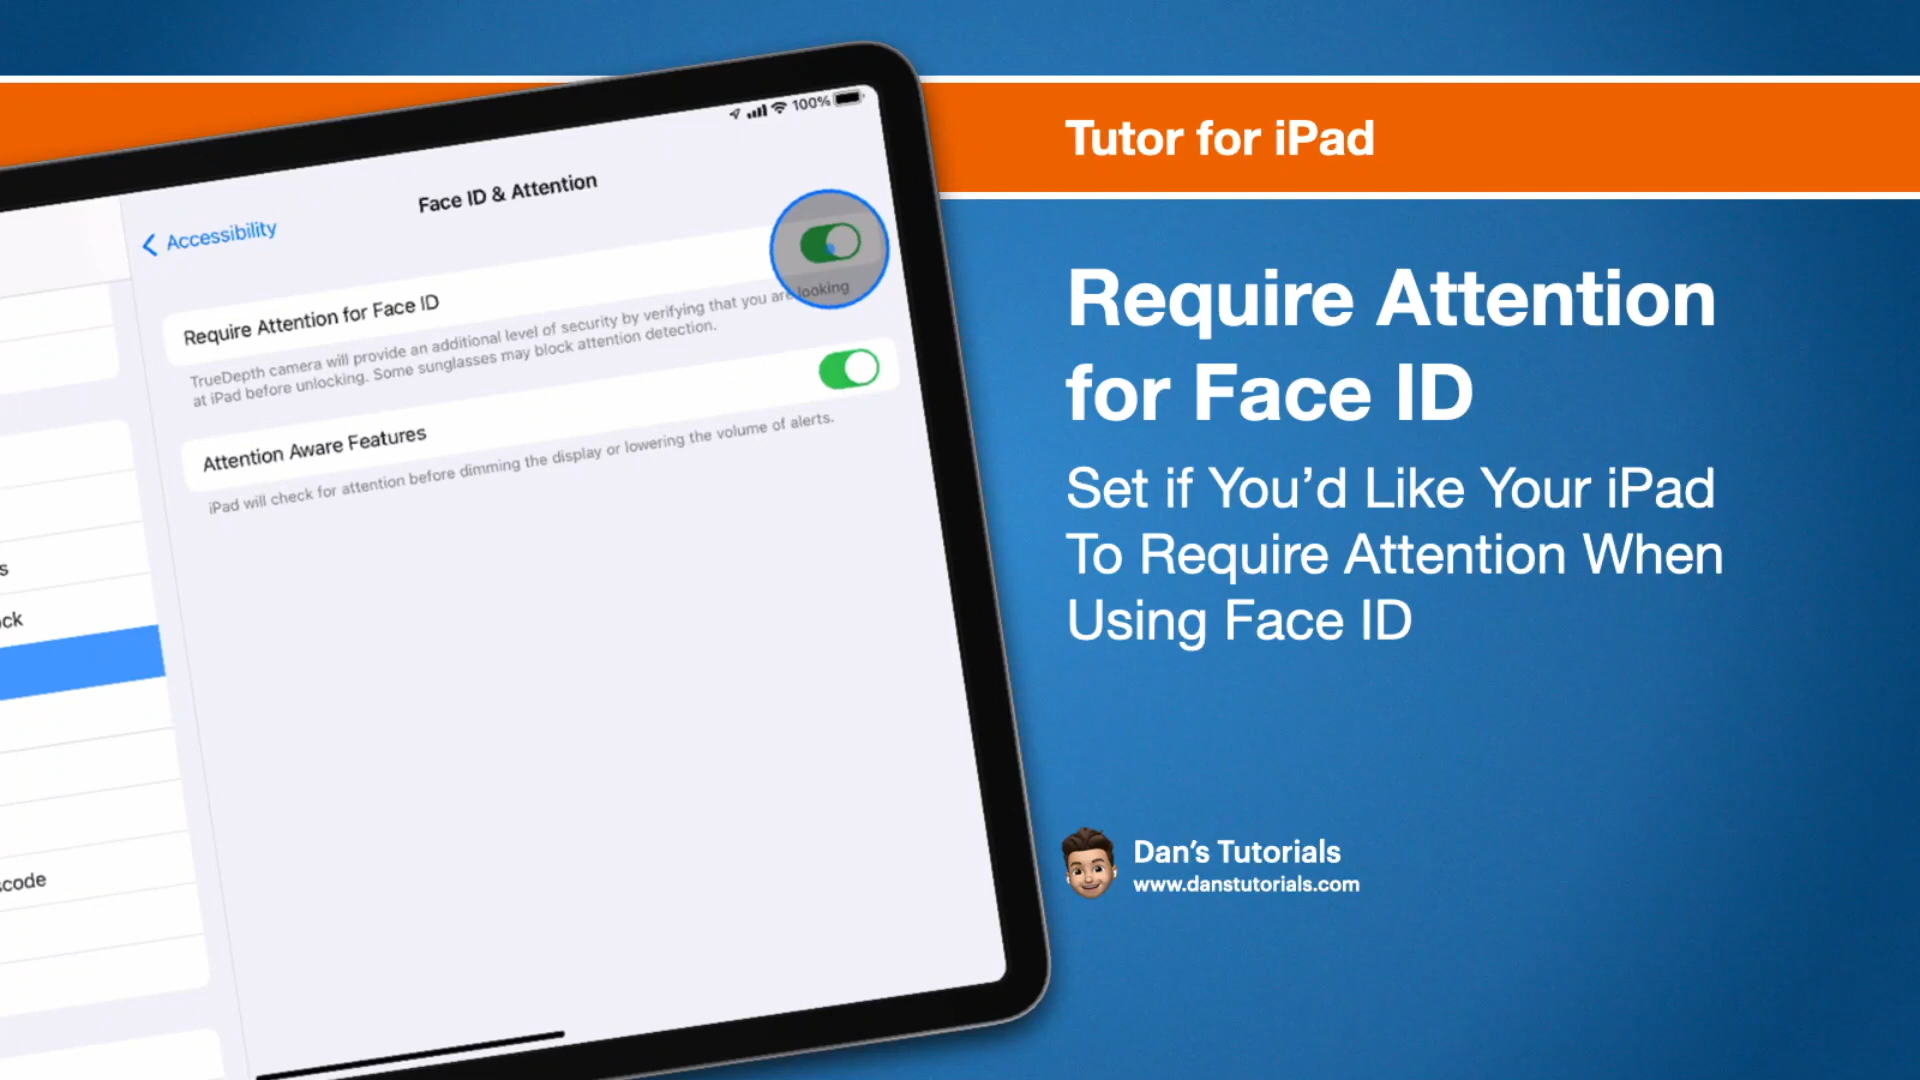 100%
Tutor for iPad
Accessibility
Face ID & Attention
Require Attention for Face ID
TrueDepth camera will provide an additional level of security by verifying that you are looking
at iPad before unlocking. Some sunglasses may block attention detection.
Attention Aware Features
iPad will check for attention before dimming the display or lowering the volume of alerts.
s
ock
scode
Require Attention
for Face ID
Set if You’d Like Your iPad
To Require Attention When
Using Face ID
Dan’s Tutorials
www.danstutorials.com